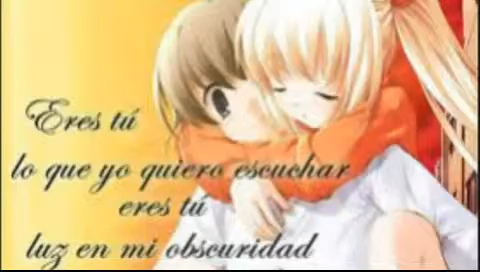 Eres tú
lo que yo quiero escuchar
eres tú
luz en mi obscuridad